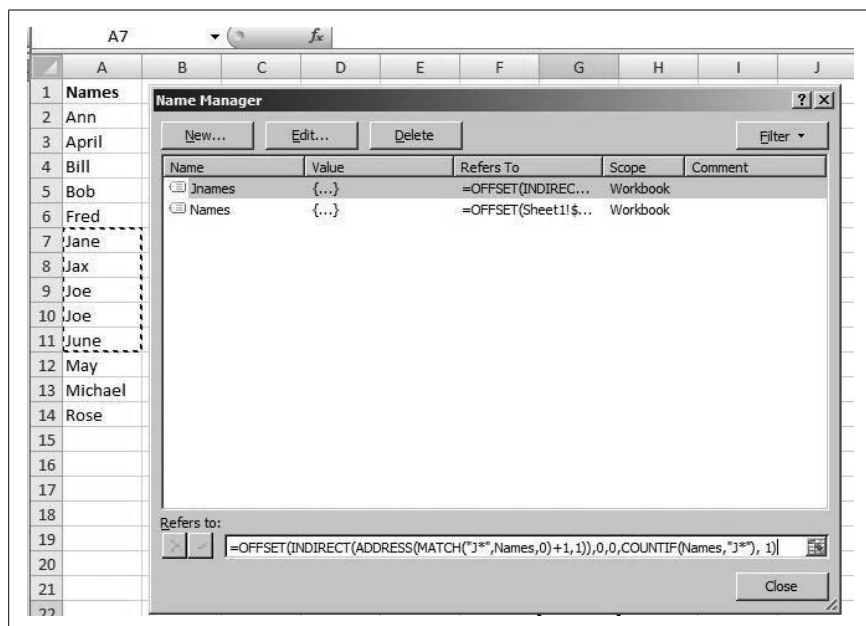 A7 fx
A B C D E F G H I J
1 Names
2 Ann
3 April
4 Bill
5 Bob
6 Fred
7 Jane
8 Jax
9 Joe
10 Joe
11 June
12 May
13 Michael
14 Rose
15
16
17
18
19
20
21
22
Name Manager ? X
New... Edit... Delete Filter
Name Value Refers To Scope Comment
Jnames {...} =OFFSET(INDIREC... Workbook
Names {...} =OFFSET(Sheet1!$... Workbook
Refers to:
=OFFSET(INDIRECT(ADDRESS(MATCH("J*",Names,0)+1,1)),0,0,COUNTIF(Names,"J*"), 1)
Close